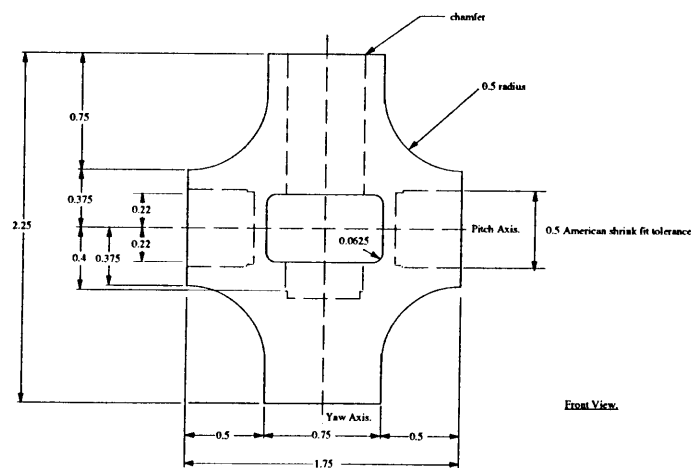 chamfer
0.5 radius
0.75
0.375
0.22
2.25
Pitch Axis.
0.5 American shrink fit tolerance
0.22
0.0625
0.4
0.375
Yaw Axis.
Front View.
0.5
0.75
0.5
1.75